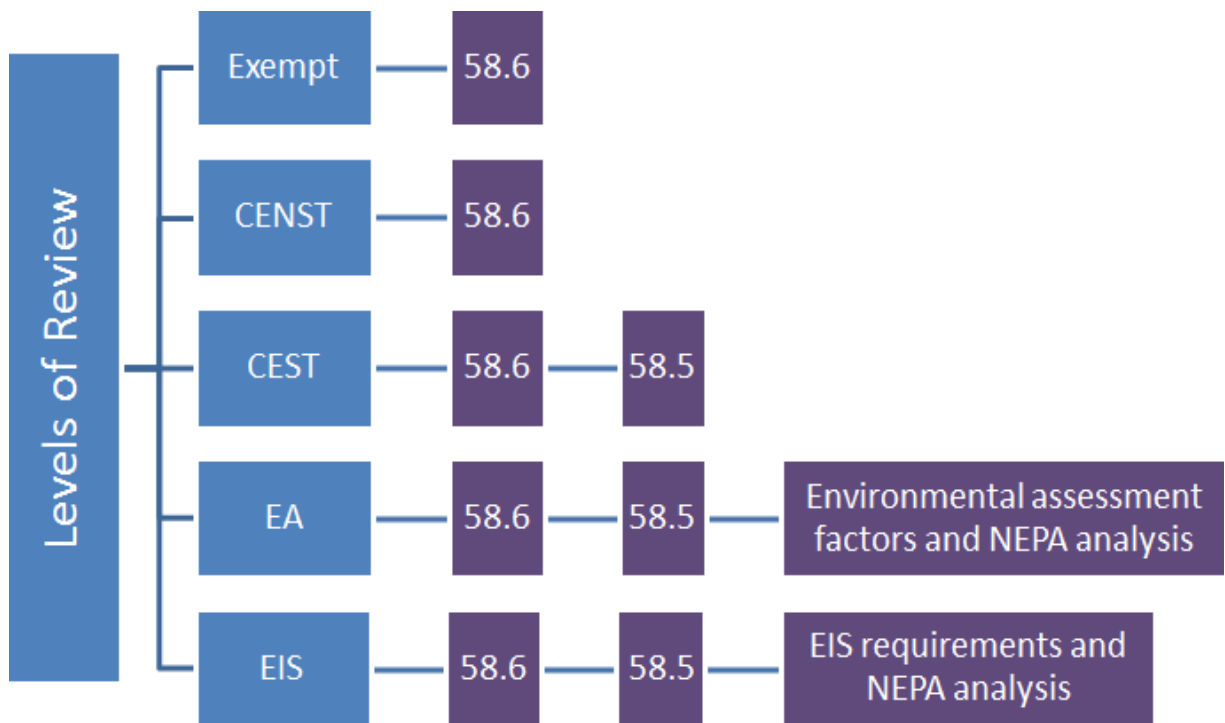 Levels of Review
Exempt
58.6
CENST
58.6
CEST
58.6
58.5
EA
58.6
58.5
Environmental assessment
factors and NEPA analysis
EIS
58.6
58.5
EIS requirements and
NEPA analysis